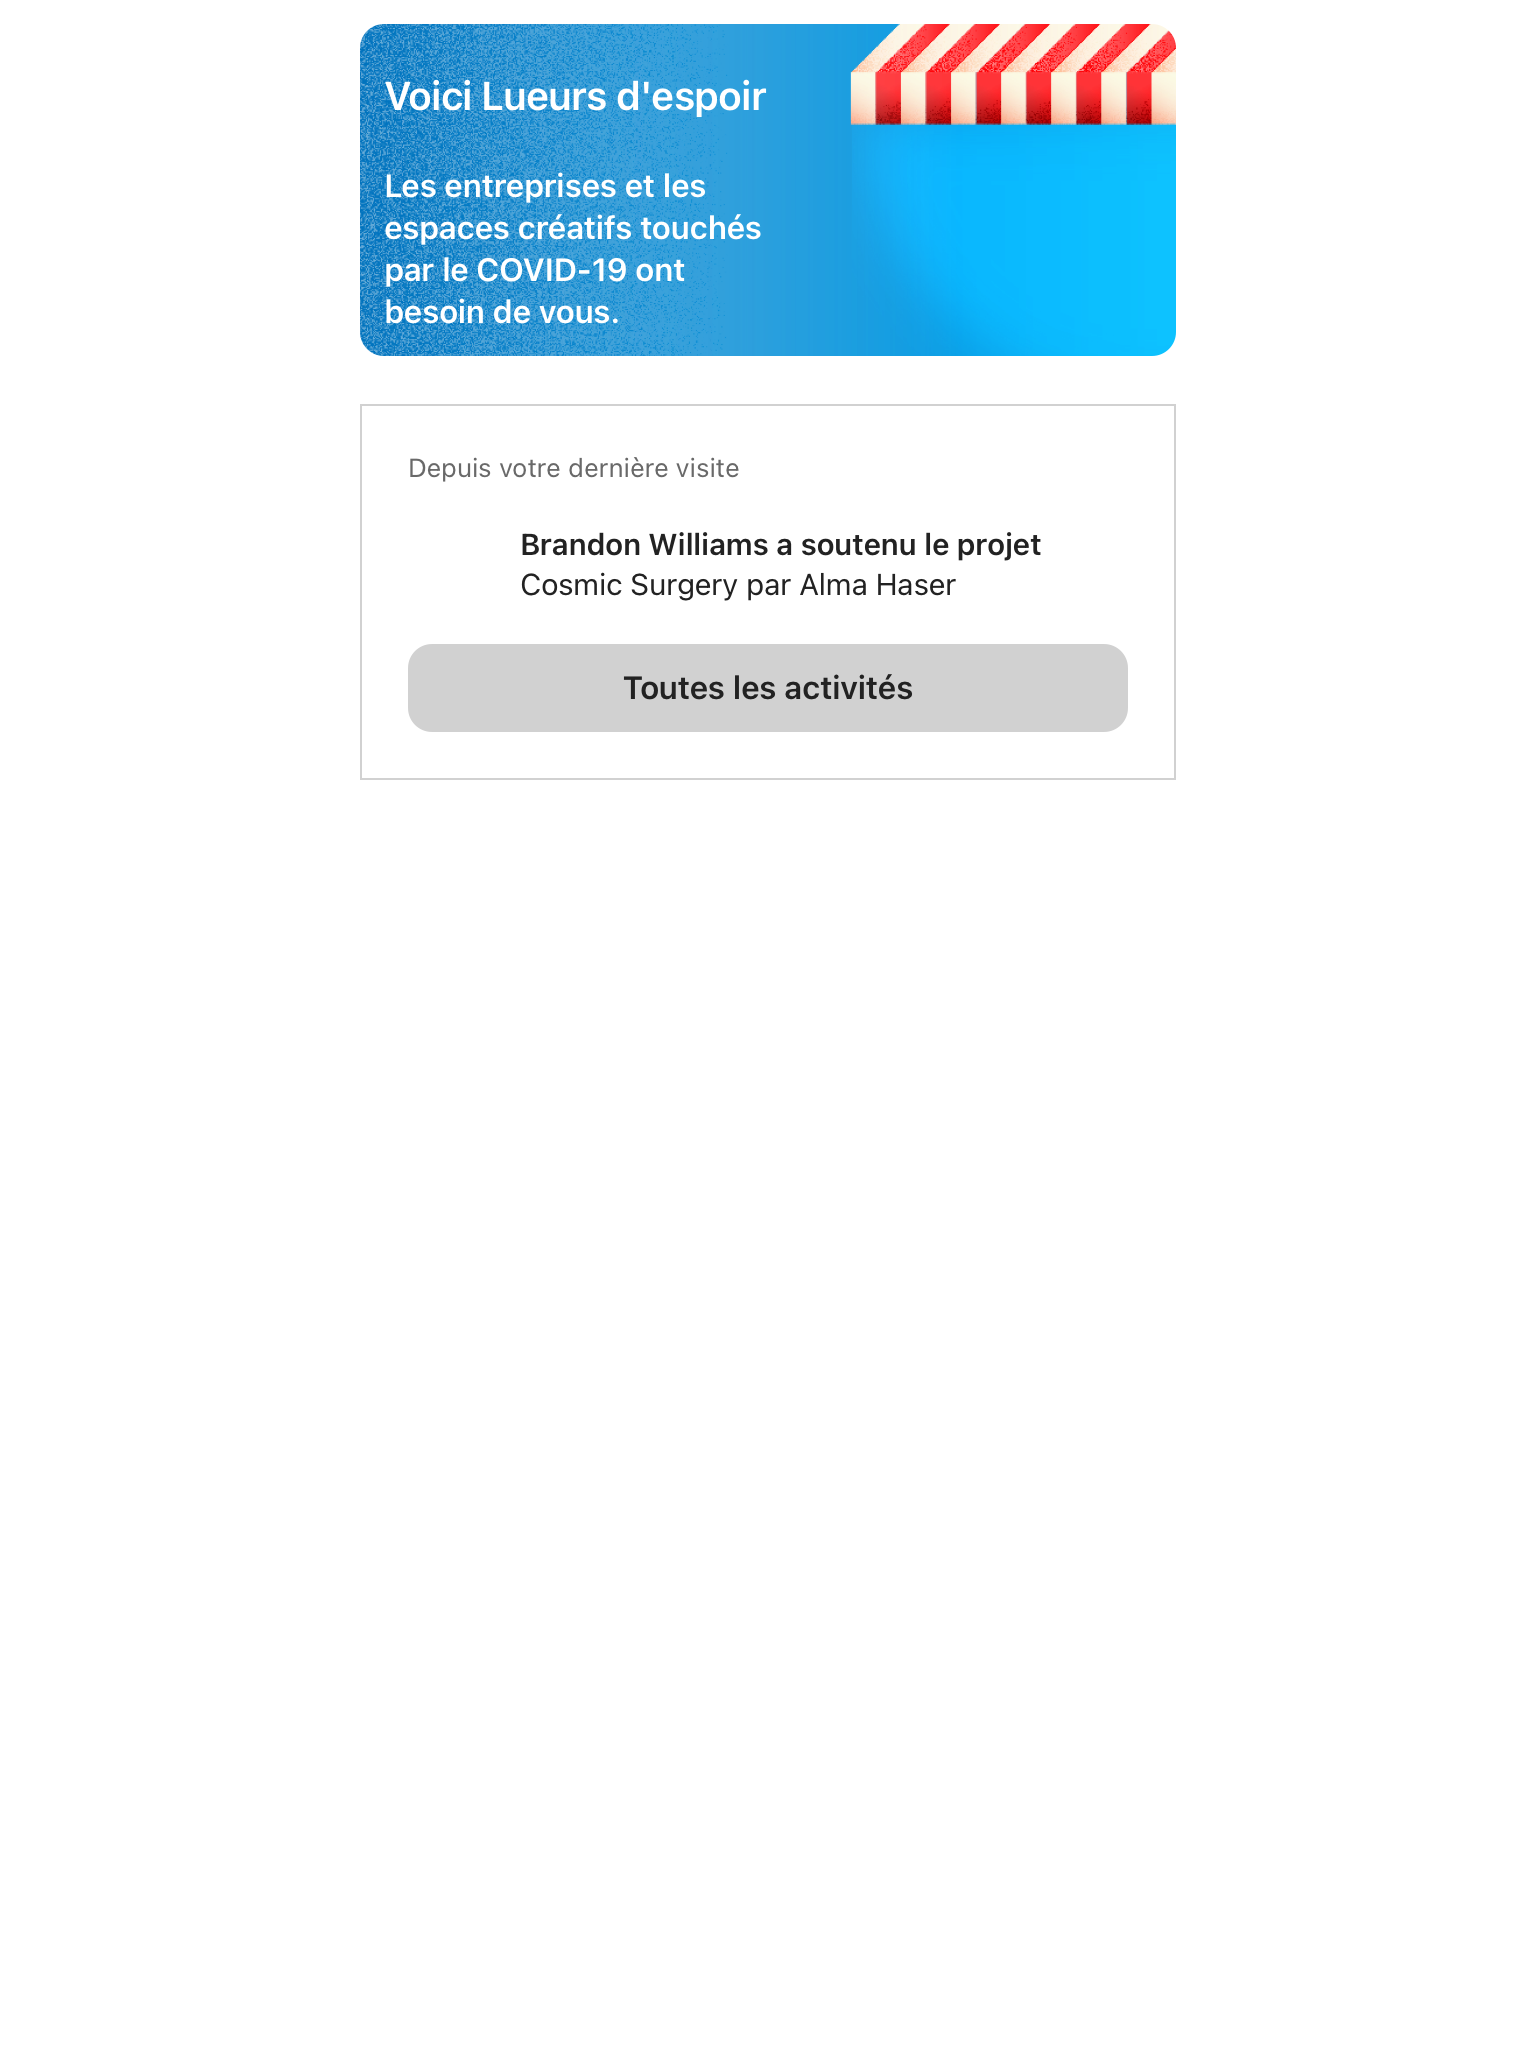 Voici Lueurs d'espoir
Les entreprises et les
espaces créatifs touchés
par le COVID-19 ont
besoin de vous.
Depuis votre dernière visite
Brandon Williams a soutenu le projet
Cosmic Surgery par Alma Haser
Toutes les activités